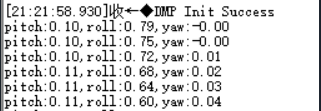 [21:21:58.930]收←◆DMP Init Success
pitch:0.10,roll:0.79,yaw:-0.00
pitch:0.10,roll:0.75,yaw:-0.00
pitch:0.10,roll:0.72,yaw:0.01
pitch:0.11,roll:0.68,yaw:0.02
pitch:0.11,roll:0.64,yaw:0.03
pitch:0.11,roll:0.60,yaw:0.04